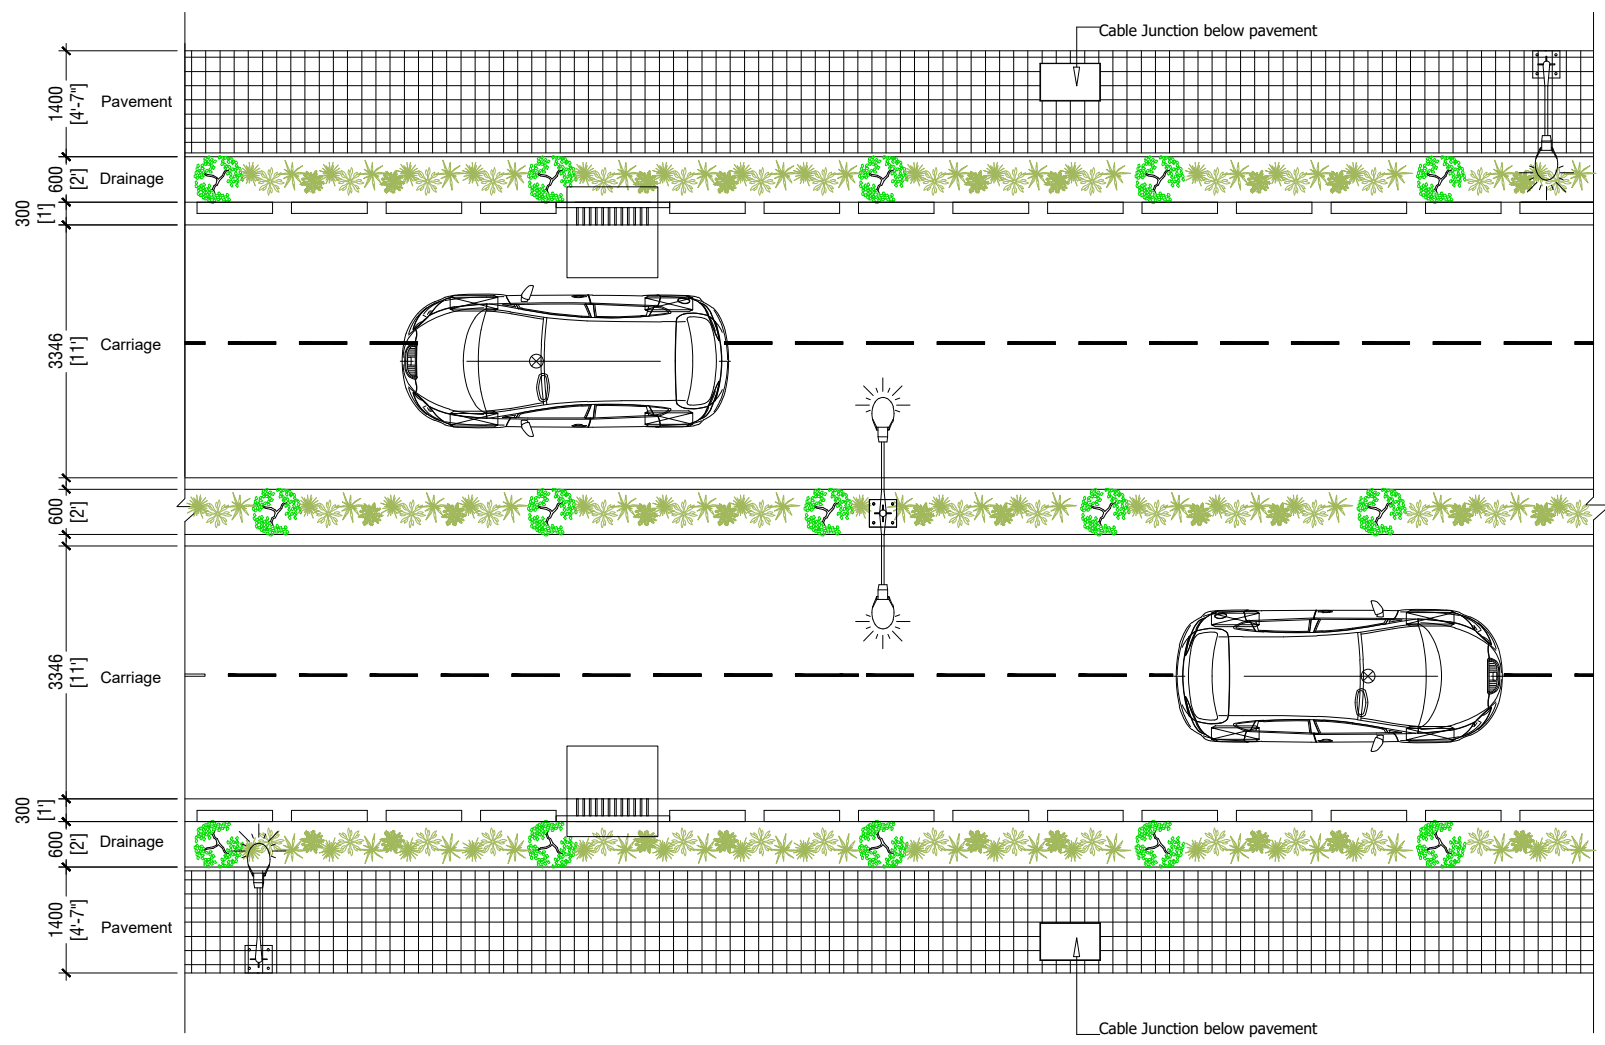 Cable Junction below pavement
1400
[4'-7"]
Pavement
600
[2']
Drainage
300
[1']
3346
[11']
Carriage
600
[2']
3346
[11']
Carriage
300
[1']
600
[2']
Drainage
1400
[4'-7"]
Pavement
Cable Junction below pavement